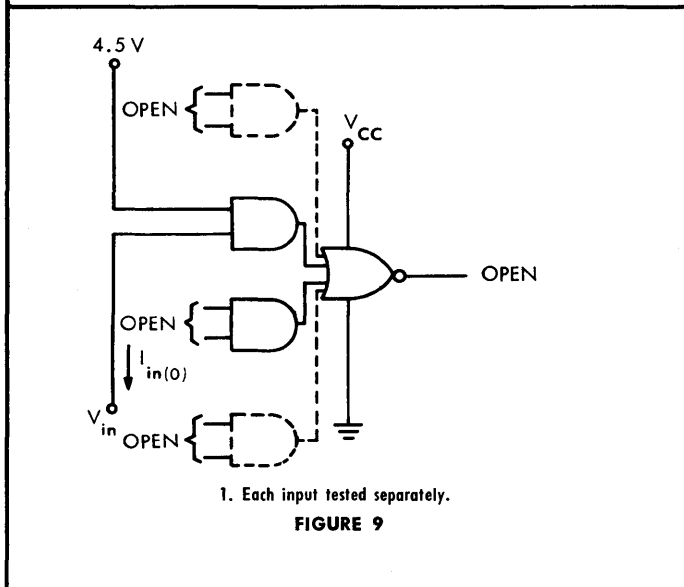 4.5 V
OPEN
V CC
OPEN
OPEN
I in(0)
V in
OPEN
1. Each input tested separately.
FIGURE 9